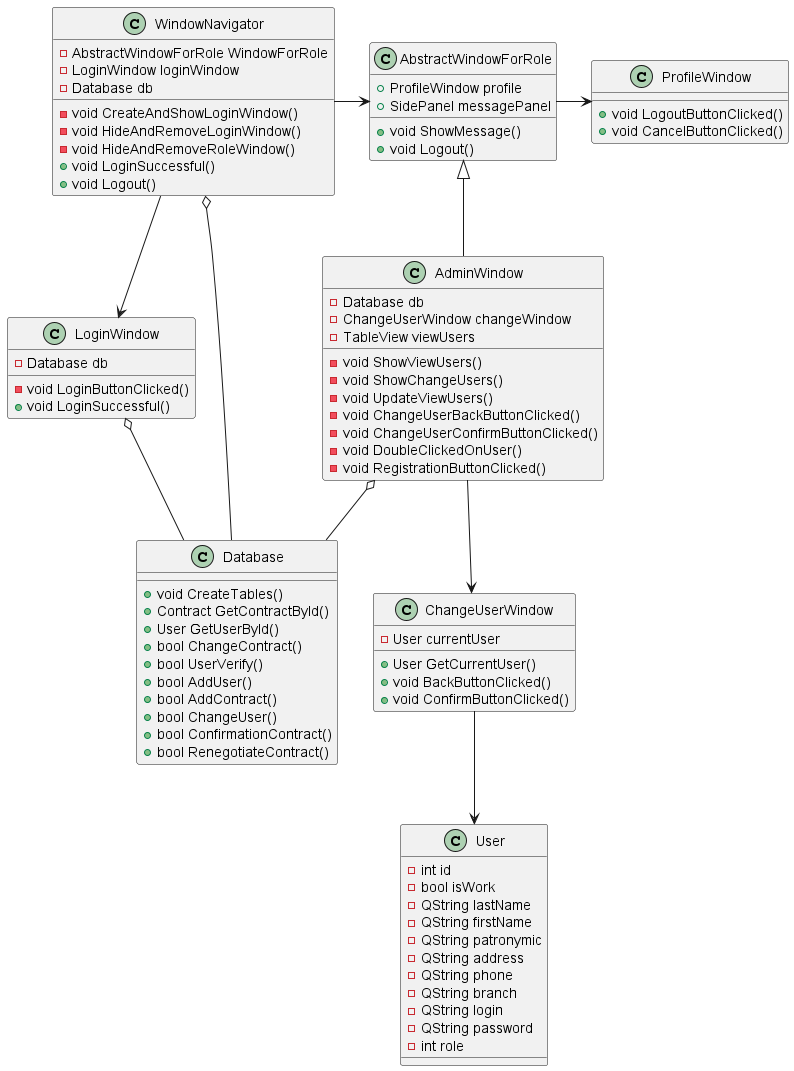 C WindowNavigator
AbstractWindowForRole WindowForRole
LoginWindow loginWindow
Database db
void CreateAndShowLoginWindow()
void HideAndRemoveLoginWindow()
void HideAndRemoveRoleWindow()
void LoginSuccessful()
void Logout()
C AbstractWindowForRole
ProfileWindow profile
SidePanel messagePanel
void ShowMessage()
void Logout()
C ProfileWindow
void LogoutButtonClicked()
void CancelButtonClicked()
C LoginWindow
Database db
void LoginButtonClicked()
void LoginSuccessful()
C AdminWindow
Database db
ChangeUserWindow changeWindow
TableView viewUsers
void ShowViewUsers()
void ShowChangeUsers()
void UpdateViewUsers()
void ChangeUserBackButtonClicked()
void ChangeUserConfirmButtonClicked()
void DoubleClickedOnUser()
void RegistrationButtonClicked()
C Database
void CreateTables()
Contract GetContractById()
User GetUserById()
bool ChangeContract()
bool UserVerify()
bool AddUser()
bool AddContract()
bool ChangeUser()
bool ConfirmationContract()
bool RenegotiateContract()
C ChangeUserWindow
User currentUser
User GetCurrentUser()
void BackButtonClicked()
void ConfirmButtonClicked()
C User
int id
bool isWork
QString lastName
QString firstName
QString patronymic
QString address
QString phone
QString branch
QString login
QString password
int role